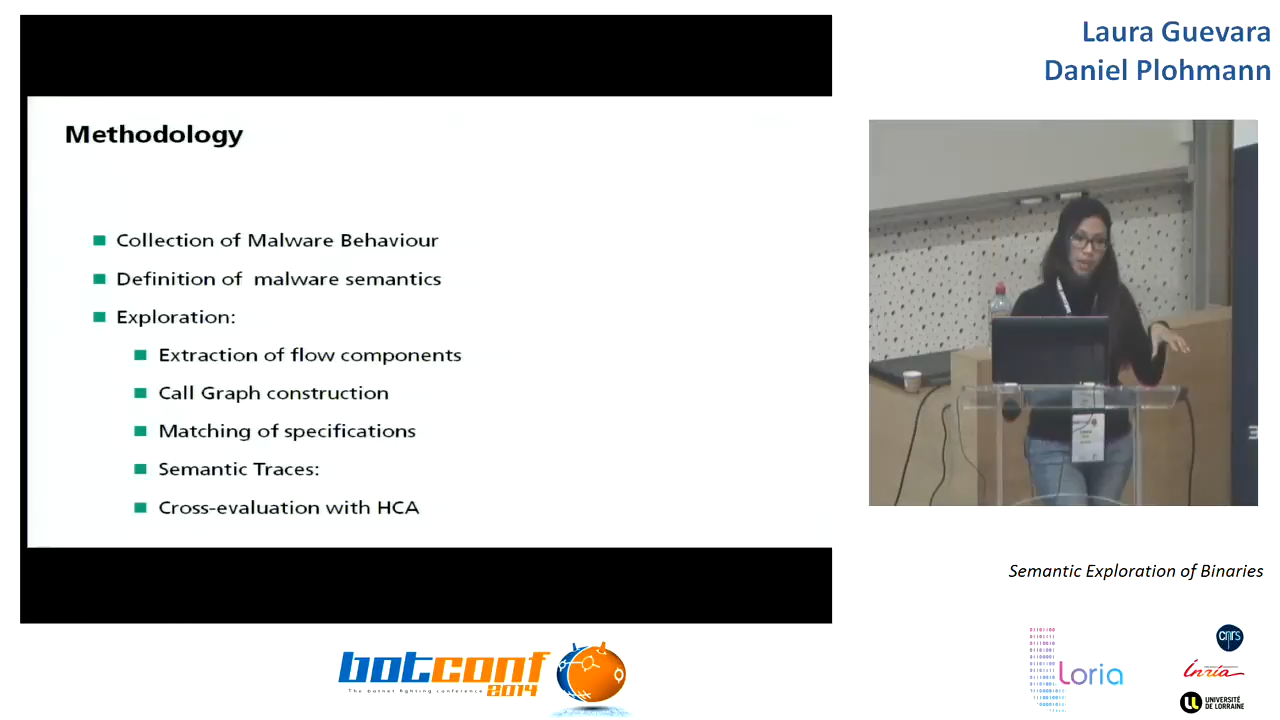 Laura Guevara
Daniel Plohmann
Methodology
Collection of Malware Behaviour
Definition of malware semantics
Exploration:
Extraction of flow components
Call Graph construction
Matching of specifications
Semantic Traces:
Cross-evaluation with HCA
Semantic Exploration of Binaries
botconf
2014
The botnet fighting conference
Loria
cnrs
Inria
UNIVERSITÉ
DE LORRAINE